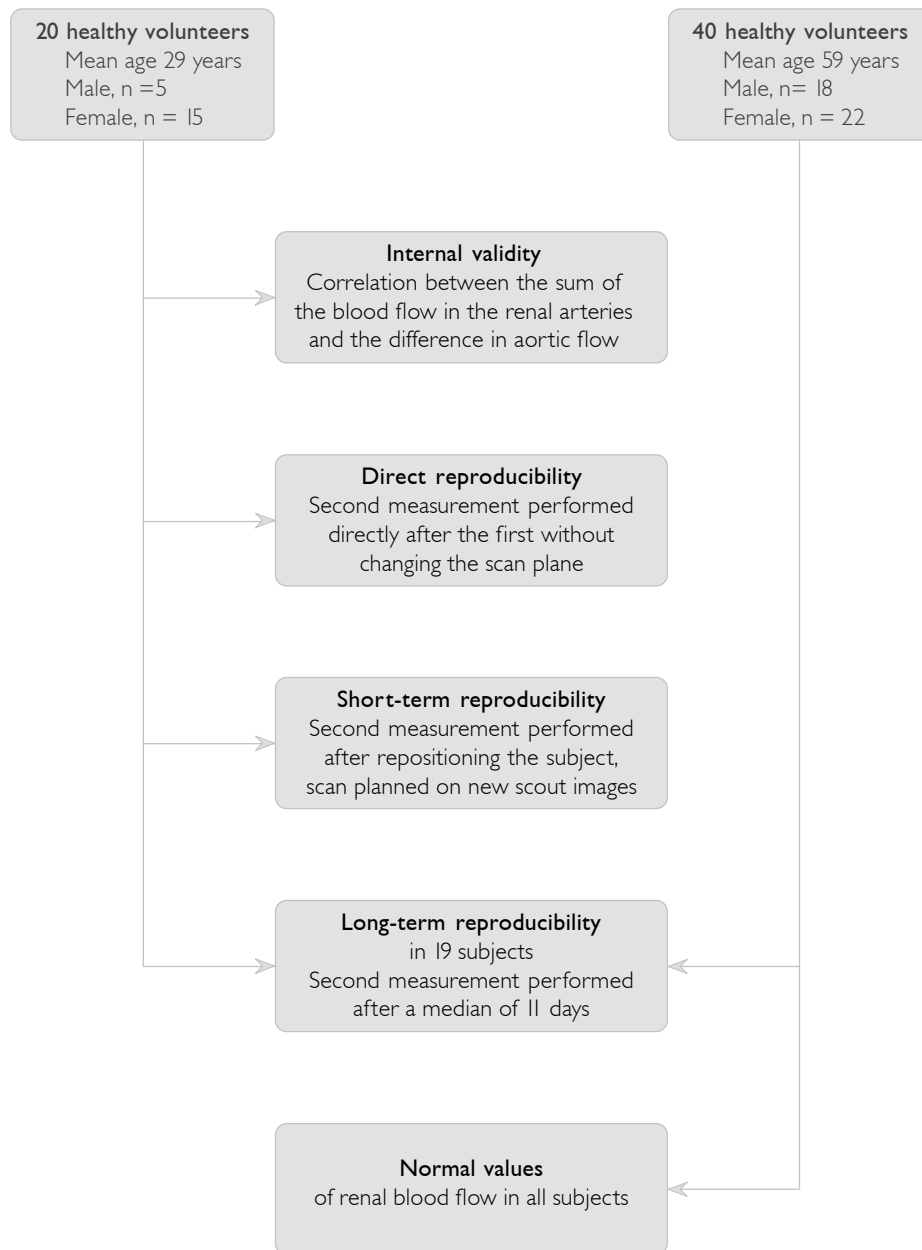 20 healthy volunteers
Mean age 29 years
Male, n =5
Female, n = 15
40 healthy volunteers
Mean age 59 years
Male, n= 18
Female, n = 22
Internal validity
Correlation between the sum of
the blood flow in the renal arteries
and the difference in aortic flow
Direct reproducibility
Second measurement performed
directly after the first without
changing the scan plane
Short-term reproducibility
Second measurement performed
after repositioning the subject,
scan planned on new scout images
Long-term reproducibility
in 19 subjects
Second measurement performed
after a median of 11 days
Normal values
of renal blood flow in all subjects